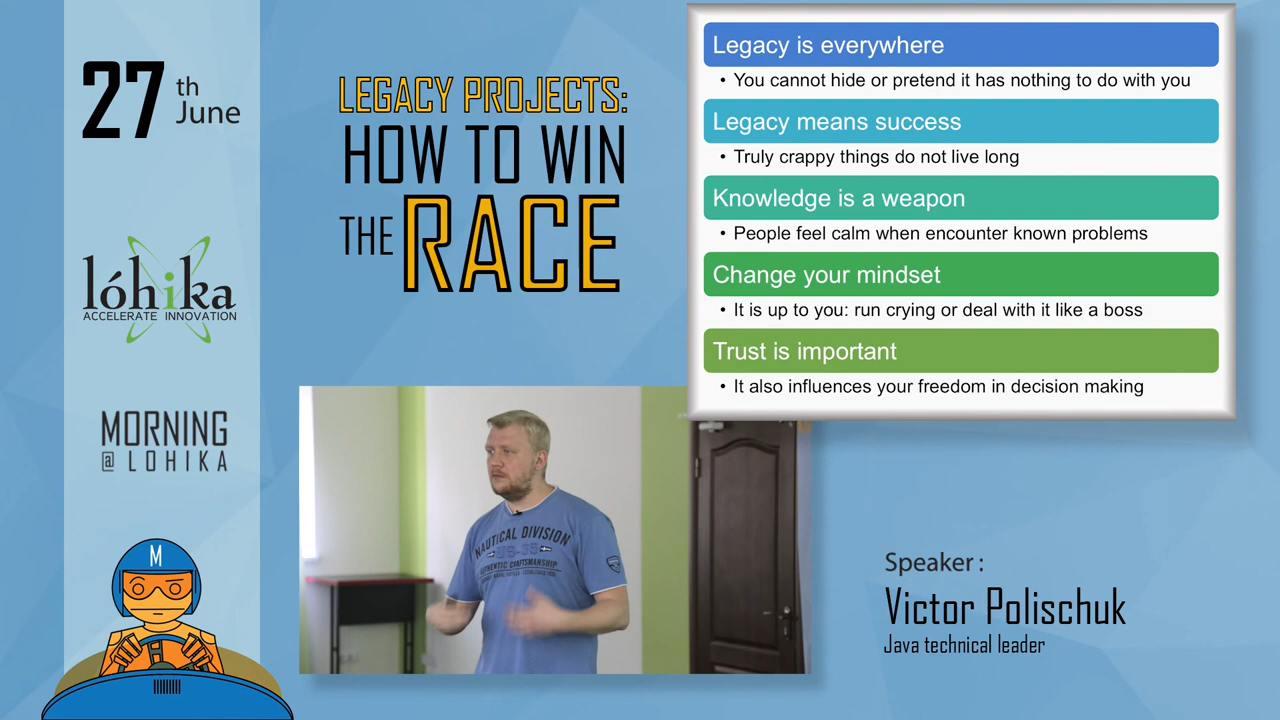 27
th
June
lóhika
ACCELERATE INNOVATION
MORNING
@ LOHIKA
M
LEGACY PROJECTS:
HOW TO WIN
THE RACE
Legacy is everywhere
• You cannot hide or pretend it has nothing to do with you
Legacy means success
• Truly crappy things do not live long
Knowledge is a weapon
• People feel calm when encounter known problems
Change your mindset
• It is up to you: run crying or deal with it like a boss
Trust is important
• It also influences your freedom in decision making
NAUTICAL DIVISION
AUTHENTIC CRAFTSMANSHIP
Speaker :
Victor Polischuk
Java technical leader